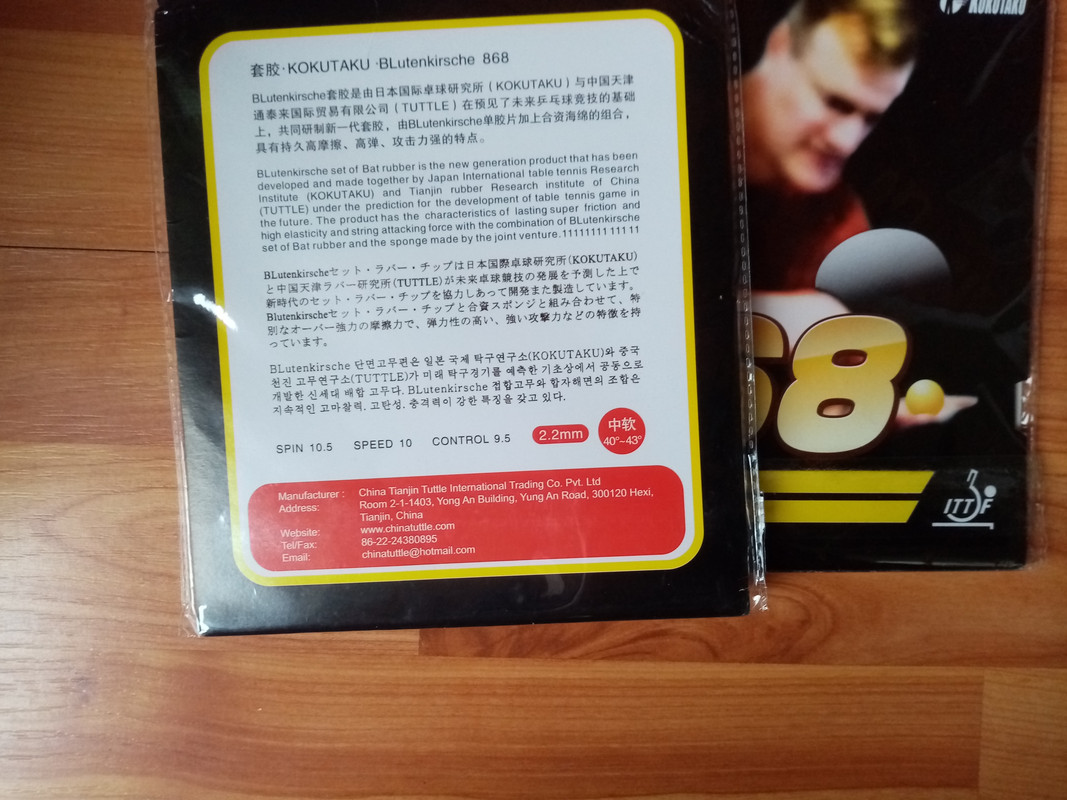 套胶·KOKUTAKU ·BLutenkirsche 868
BLutenkirsche套胶是由日本国际卓球研究所（KOKUTAKU）与中国天津
通泰来国际贸易有限公司（TUTTLE）在预见了未来乒乓球竞技的基础
上，共同研制新一代套胶，由BLutenkirsche单胶片加上合资海绵的组合，
具有持久高摩擦、高弹、攻击力强的特点。
BLutenkirsche set of Bat rubber is the new generation product that has been
developed and made together by Japan International table tennis Research
Institute (KOKUTAKU) and Tianjin rubber Research institute of China
(TUTTLE) under the prediction for the development of table tennis game in
the future. The product has the characteristics of lasting super friction and
high elasticity and string attacking force with the combination of BLutenkirsche
set of Bat rubber and the sponge made by the joint venture.11111111 111 11
BLutenkirscheセット・ラバー・チップは日本国際卓球研究所(KOKUTAKU)
と中国天津ラバー研究所(TUTTLE)が未来卓球競技の発展を予測した上で
新時代のセット・ラバー・チップを協力しあって開発また製造しています。
Blutenkirscheセット・ラバー・チップと合資スポンジと組み合わせて、特
別なオーバー強力の摩擦力で、弾力性の高い、強い攻撃力などの特徴を持
っています。
BLutenkirsche 단면고무편은 일본 국제 탁구연구소(KOKUTAKU)와 중국
천진 고무연구소(TUTTLE)가 미래 탁구경기를 예측한 기초상에서 공동으로
개발한 신세대 배합 고무다. BLutenkirsche 접합고무와 합자해면의 조합은
지속적인 고마찰력, 고탄성, 충격력이 강한 특징을 갖고 있다.
SPIN 10.5 SPEED 10 CONTROL 9.5 2.2mm 中软
40°~43°
Manufacturer : China Tianjin Tuttle International Trading Co. Pvt. Ltd
Address: Room 2-1-1403, Yong An Building, Yung An Road, 300120 Hexi,
Tianjin, China
Website: www.chinatuttle.com
Tel/Fax: 86-22-24380895
Email: chinatuttle@hotmail.com
KOKUTAKU
68
ITTF